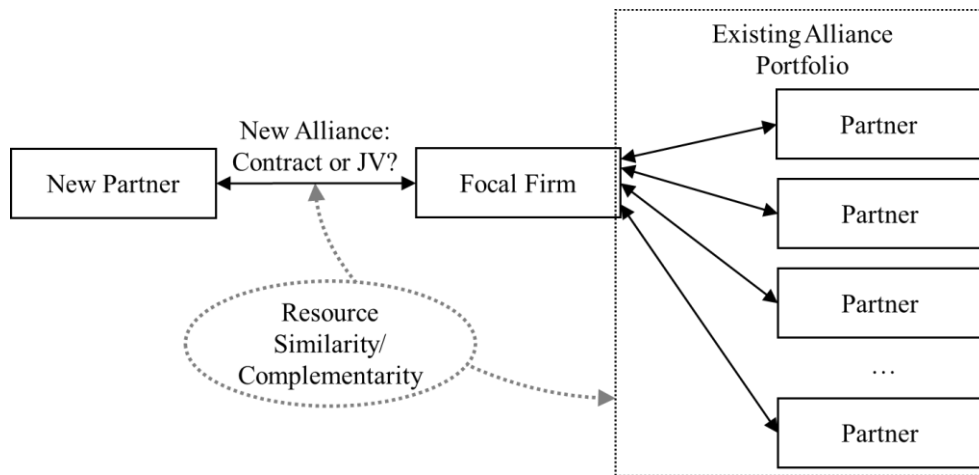 Existing Alliance
Portfolio
Partner
New Alliance:
Contract or JV?
New Partner
Focal Firm
Partner
Resource
Similarity/
Complementarity
Partner
...
Partner